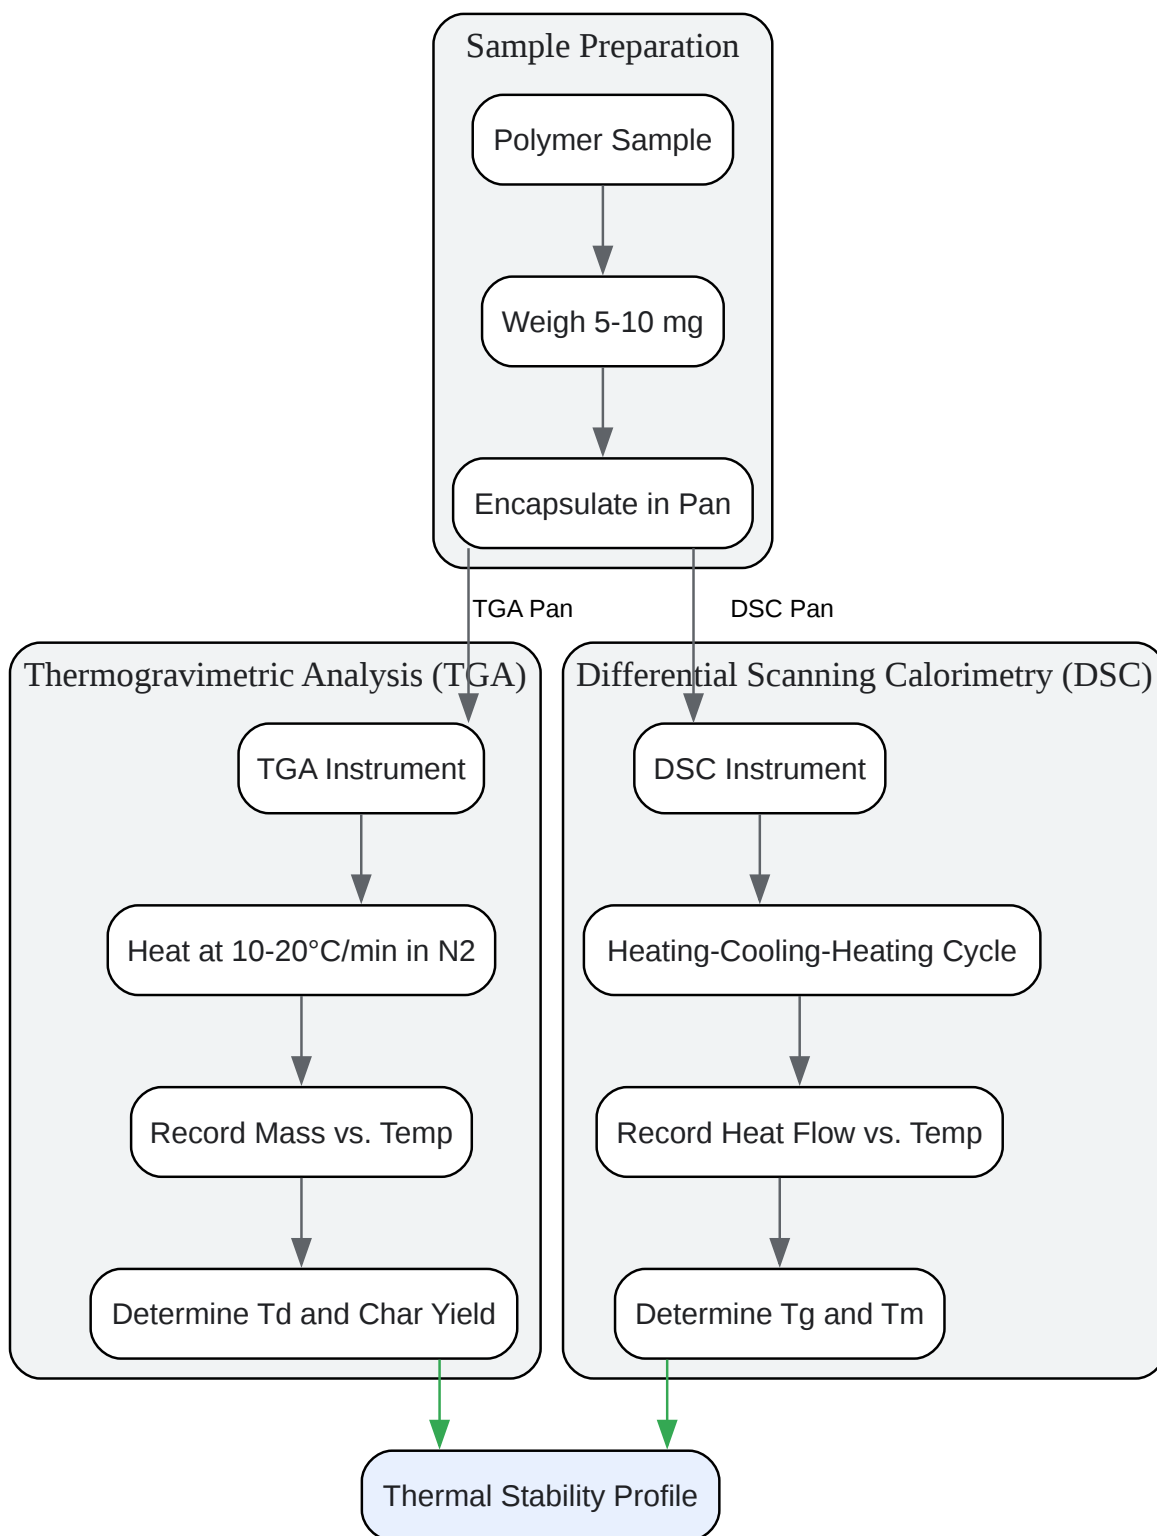 Sample Preparation
Polymer Sample
Weigh 5-10 mg
Encapsulate in Pan
TGA Pan
DSC Pan
Thermogravimetric Analysis (TGA)
TGA Instrument
Heat at 10-20°C/min in N2
Record Mass vs. Temp
Determine Td and Char Yield
Differential Scanning Calorimetry (DSC)
DSC Instrument
Heating-Cooling-Heating Cycle
Record Heat Flow vs. Temp
Determine Tg and Tm
Thermal Stability Profile